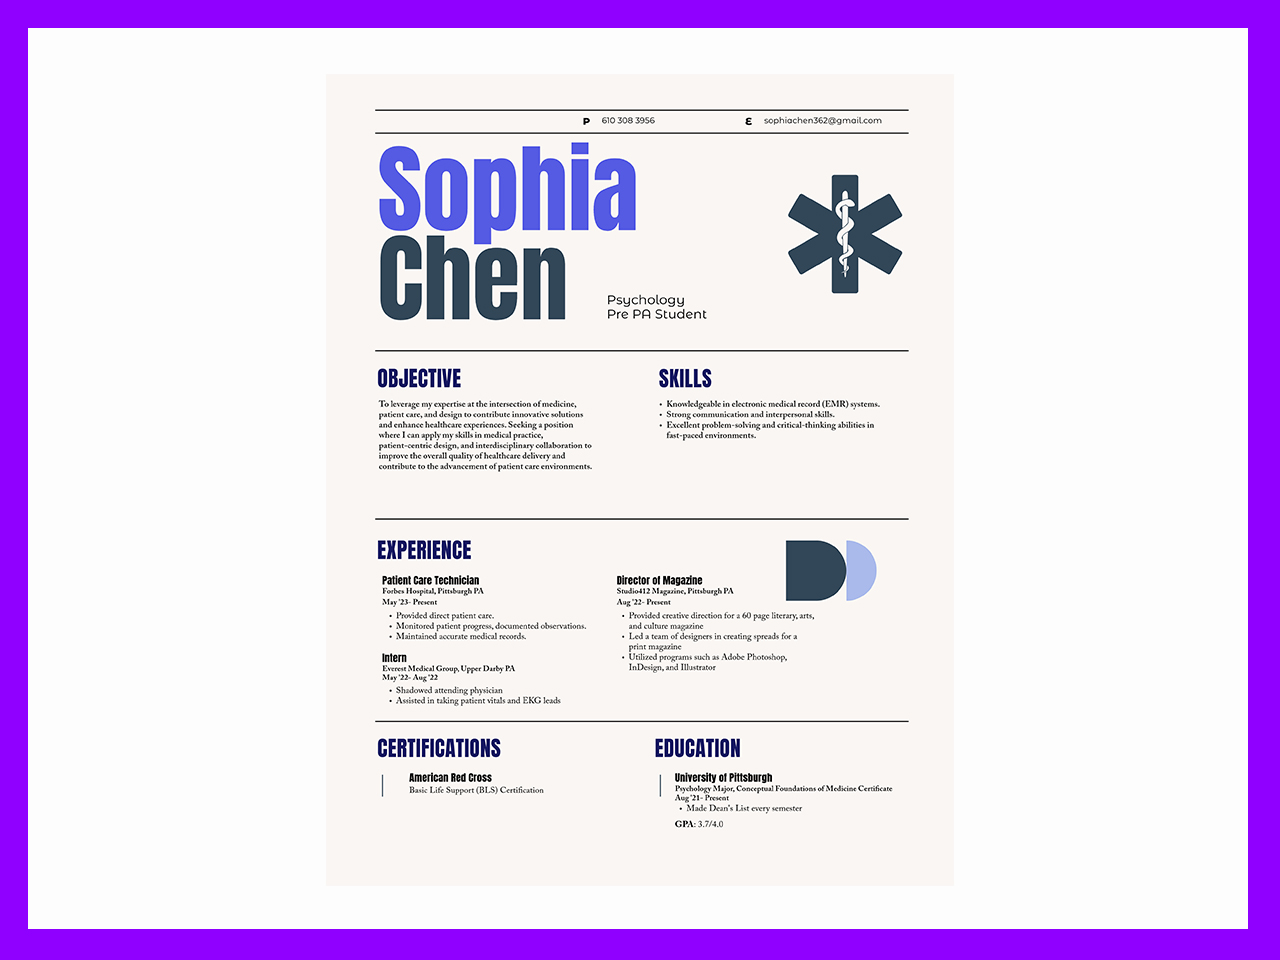 P 610 308 3956 ε sophiachen362@gmail.com
Sophia
Chen
Psychology
Pre PA Student
OBJECTIVE
To leverage my expertise at the intersection of medicine,
patient care, and design to contribute innovative solutions
and enhance healthcare experiences. Seeking a position
where I can apply my skills in medical practice,
patient-centric design, and interdisciplinary collaboration to
improve the overall quality of healthcare delivery and
contribute to the advancement of patient care environments.
SKILLS
• Knowledgeable in electronic medical record (EMR) systems.
• Strong communication and interpersonal skills.
• Excellent problem-solving and critical-thinking abilities in
fast-paced environments.
EXPERIENCE
Patient Care Technician
Forbes Hospital, Pittsburgh PA
May '23- Present
• Provided direct patient care.
• Monitored patient progress, documented observations.
• Maintained accurate medical records.
Intern
Everest Medical Group, Upper Darby PA
May '22- Aug '22
• Shadowed attending physician
• Assisted in taking patient vitals and EKG leads
Director of Magazine
Studio412 Magazine, Pittsburgh PA
Aug '22- Present
• Provided creative direction for a 60 page literary, arts,
and culture magazine
• Led a team of designers in creating spreads for a
print magazine
• Utilized programs such as Adobe Photoshop,
InDesign, and Illustrator
CERTIFICATIONS
American Red Cross
Basic Life Support (BLS) Certification
EDUCATION
University of Pittsburgh
Psychology Major, Conceptual Foundations of Medicine Certificate
Aug '21- Present
• Made Dean's List every semester
GPA: 3.7/4.0